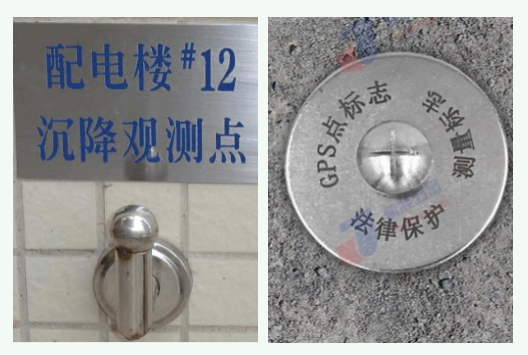 配电楼#12
沉降观测点
GPS点标志
测量标志
法律保护